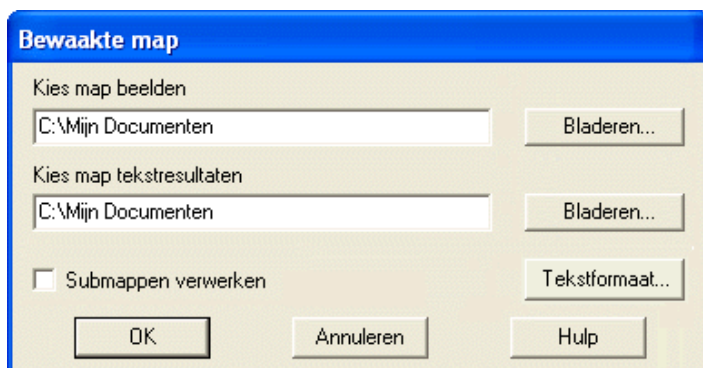 Bewaakte map
Kies map beelden
C:\Mijn Documenten
Bladeren...
Kies map tekstresultaten
C:\Mijn Documenten
Bladeren...
Submappen verwerken
Tekstformaat...
OK
Annuleren
Hulp